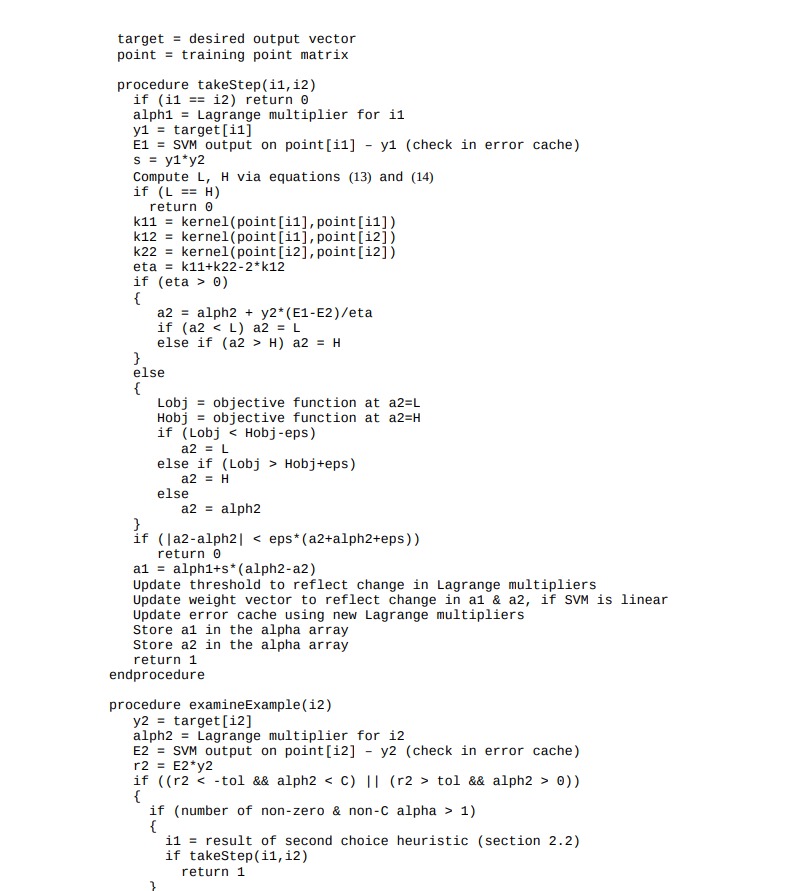 target = desired output vector
point = training point matrix
procedure takeStep(i1,i2)
if (i1 == i2) return 0
alph1 = Lagrange multiplier for i1
y1 = target[i1]
E1 = SVM output on point[i1] – y1 (check in error cache)
s = y1*y2
Compute L, H via equations (13) and (14)
if (L == H)
return 0
k11 = kernel(point[i1],point[i1])
k12 = kernel(point[i1],point[i2])
k22 = kernel(point[i2],point[i2])
eta = k11+k22-2*k12
if (eta > 0)
{
a2 = alph2 + y2*(E1-E2)/eta
if (a2 < L) a2 = L
else if (a2 > H) a2 = H
}
else
{
Lobj = objective function at a2=L
Hobj = objective function at a2=H
if (Lobj < Hobj-eps)
a2 = L
else if (Lobj > Hobj+eps)
a2 = H
else
a2 = alph2
}
if (|a2-alph2| < eps*(a2+alph2+eps))
return 0
a1 = alph1+s*(alph2-a2)
Update threshold to reflect change in Lagrange multipliers
Update weight vector to reflect change in a1 & a2, if SVM is linear
Update error cache using new Lagrange multipliers
Store a1 in the alpha array
Store a2 in the alpha array
return 1
endprocedure
procedure examineExample(i2)
y2 = target[i2]
alph2 = Lagrange multiplier for i2
E2 = SVM output on point[i2] – y2 (check in error cache)
r2 = E2*y2
if ((r2 < -tol && alph2 < C) || (r2 > tol && alph2 > 0))
{
if (number of non-zero & non-C alpha > 1)
{
i1 = result of second choice heuristic (section 2.2)
if takeStep(i1,i2)
return 1
}